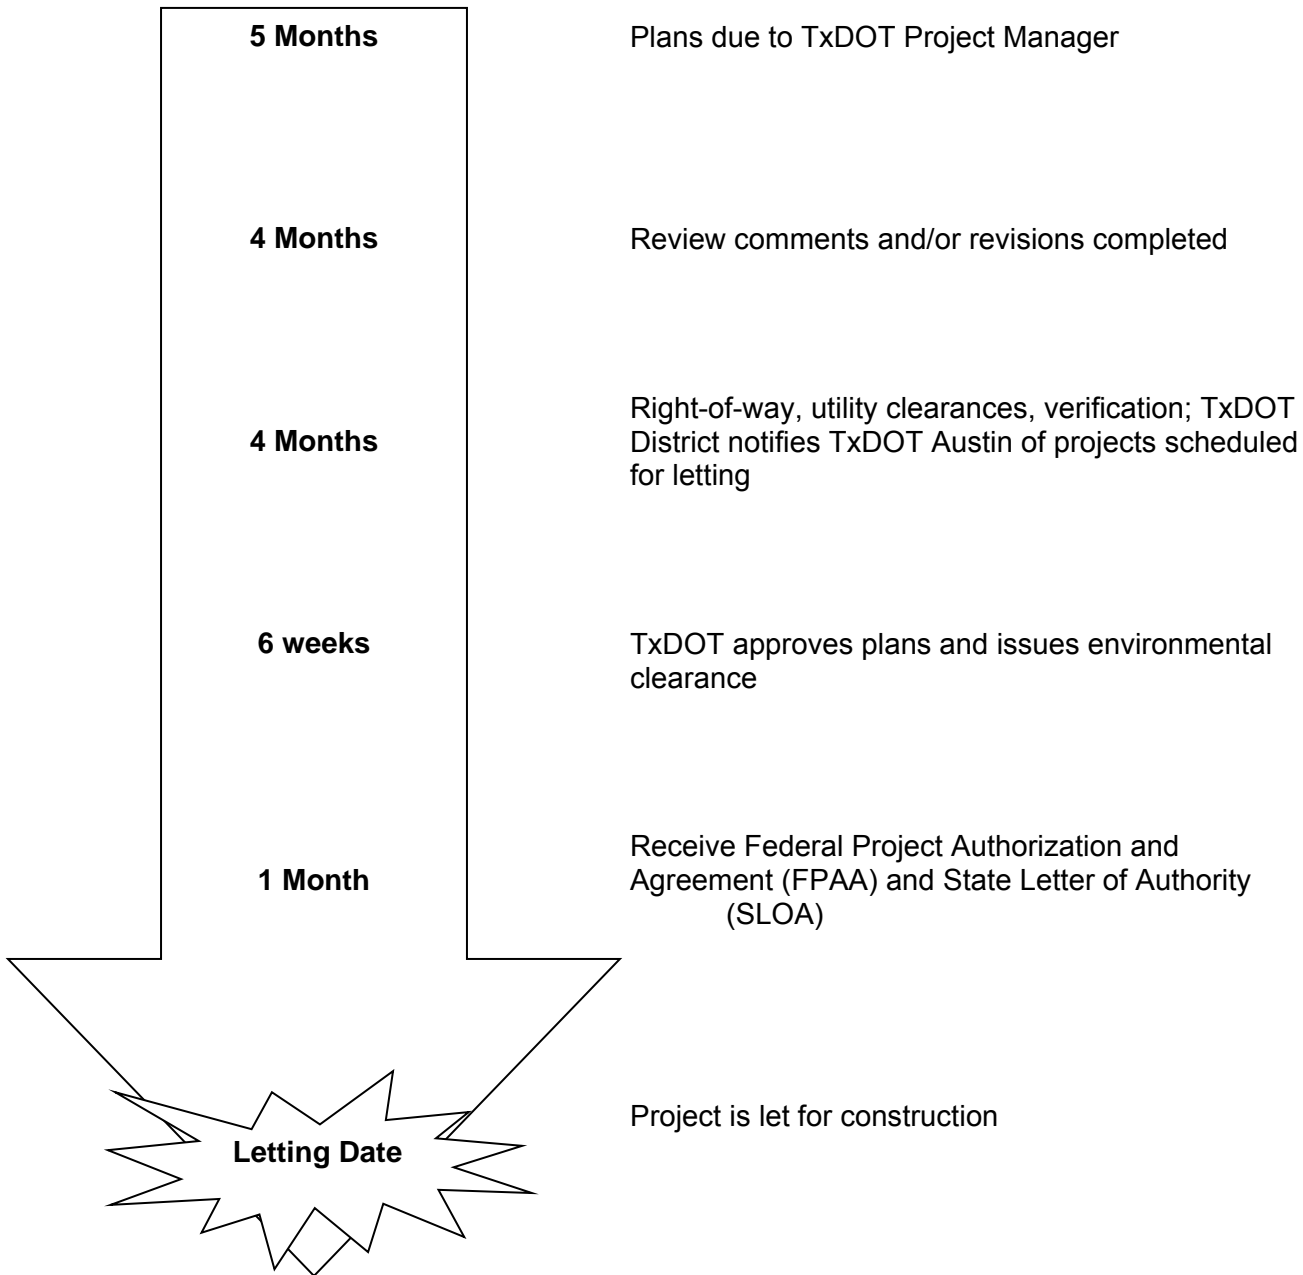 5 Months
Plans due to TxDOT Project Manager
4 Months
Review comments and/or revisions completed
4 Months
Right-of-way, utility clearances, verification; TxDOT
District notifies TxDOT Austin of projects scheduled
for letting
6 weeks
TxDOT approves plans and issues environmental
clearance
1 Month
Receive Federal Project Authorization and
Agreement (FPAA) and State Letter of Authority
(SLOA)
Letting Date
Project is let for construction